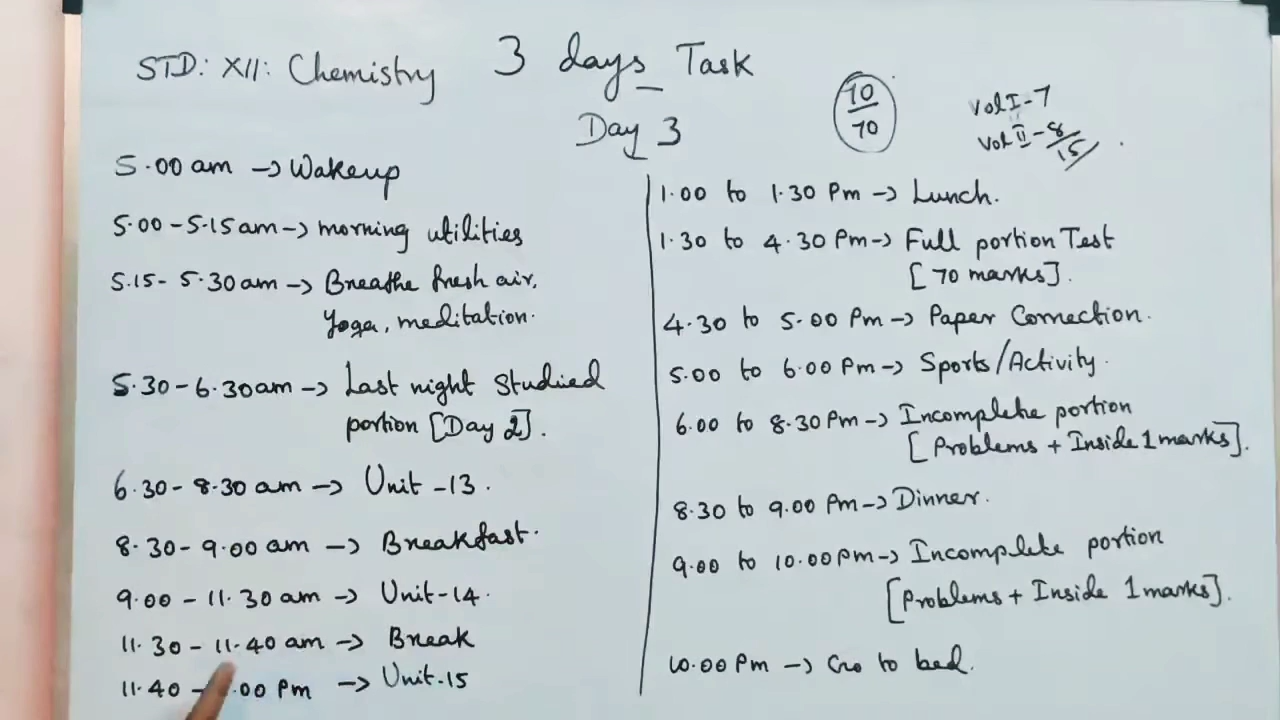 STD: XII: Chemistry 3 days Task
Day 3
10/70
Vol I - 7
Vol II - 8/15
5.00 am → Wakeup
5.00 - 5.15 am → morning utilities
5.15 - 5.30 am → Breathe fresh air,
Yoga, meditation.
5.30 - 6.30 am → Last night Studied
portion [Day 2].
6.30 - 8.30 am → Unit - 13.
8.30 - 9.00 am → Breakfast.
9.00 - 11.30 am → Unit - 14.
11.30 - 11.40 am → Break
11.40 - .00 pm → Unit - 15
1.00 to 1.30 Pm → Lunch.
1.30 to 4.30 Pm → Full portion Test
[70 marks].
4.30 to 5.00 Pm → Paper Correction.
5.00 to 6.00 Pm → Sports/Activity.
6.00 to 8.30 Pm → Incomplete portion
[Problems + Inside 1 marks].
8.30 to 9.00 Pm → Dinner.
9.00 to 10.00 pm → Incomplete portion
[Problems + Inside 1 marks].
10.00 Pm → Go to bed.